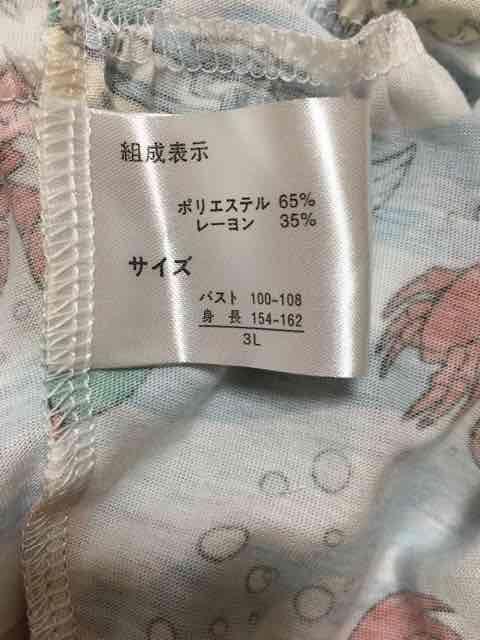 組成表示
ポリエステル 65%
レーヨン 35%
サイズ
バスト 100-108
身長 154-162
3L